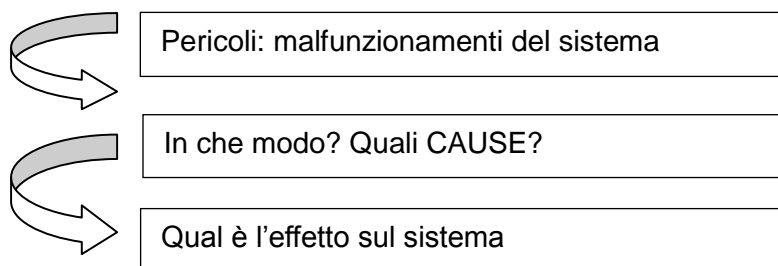 Pericoli: malfunzionamenti del sistema
In che modo? Quali CAUSE?
Qual è l’effetto sul sistema